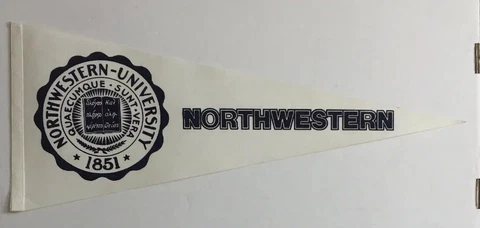 NORTHWESTERN-UNIVERSITY
QUAECUMQUE · SUNT · VERA
1851
NORTHWESTERN